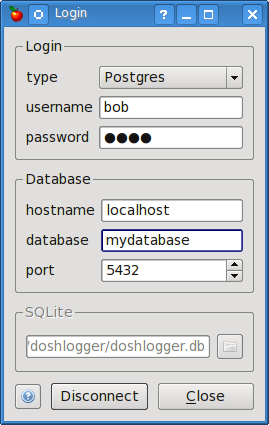 Login
Login
type Postgres
username bob
password ●●●●
Database
hostname localhost
database mydatabase
port 5432
SQLite
/doshlogger/doshlogger.db
Disconnect Close